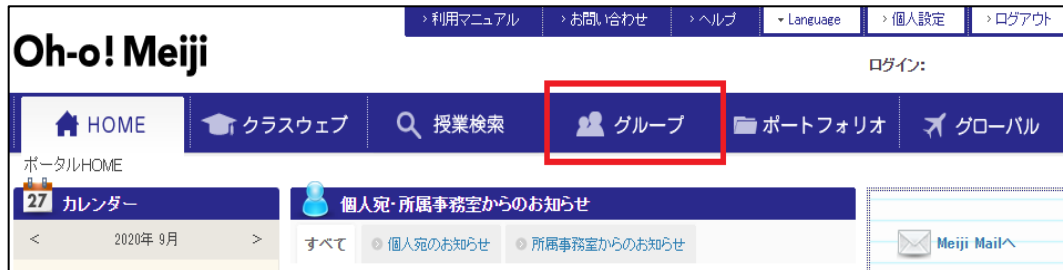 利用マニュアル お問い合わせ ヘルプ Language 個人設定 ログアウト
Oh-o! Meiji
ログイン:
HOME クラスウェブ 授業検索 グループ ポートフォリオ グローバル
ポータルHOME
27 カレンダー 個人宛・所属事務室からのお知らせ
< 2020年 9月 > すべて 個人宛のお知らせ 所属事務室からのお知らせ Meiji Mailへ